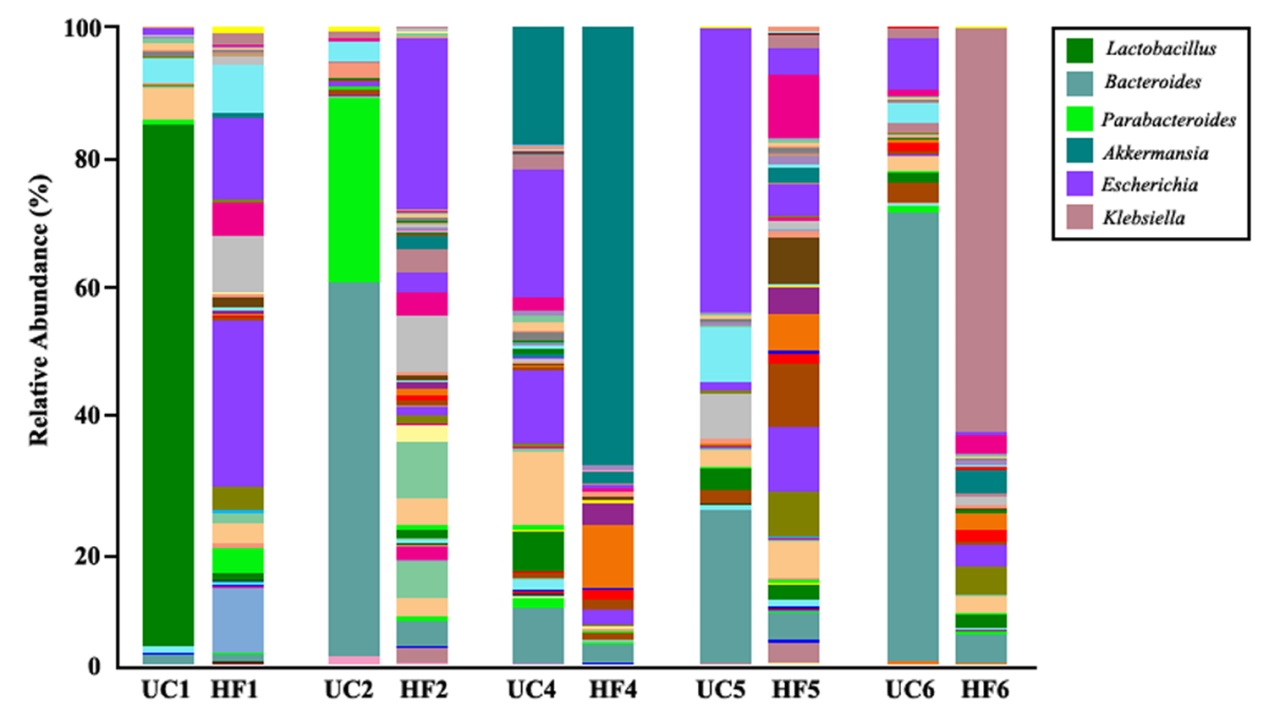 Relative Abundance (%)
100
80
60
40
20
0
UC1 HF1 UC2 HF2 UC4 HF4 UC5 HF5 UC6 HF6
Lactobacillus
Bacteroides
Parabacteroides
Akkermansia
Escherichia
Klebsiella